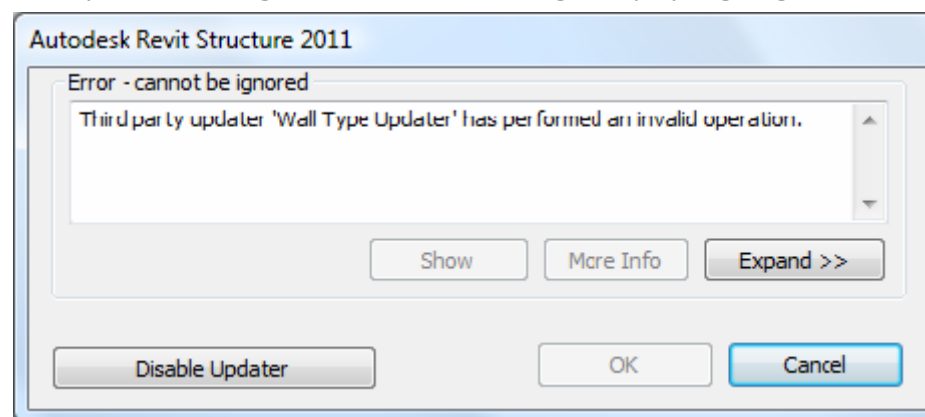 Autodesk Revit Structure 2011
Error - cannot be ignored
Third party updater 'Wall Type Updater' has performed an invalid operation.
Show
More Info
Expand >>
Disable Updater
OK
Cancel